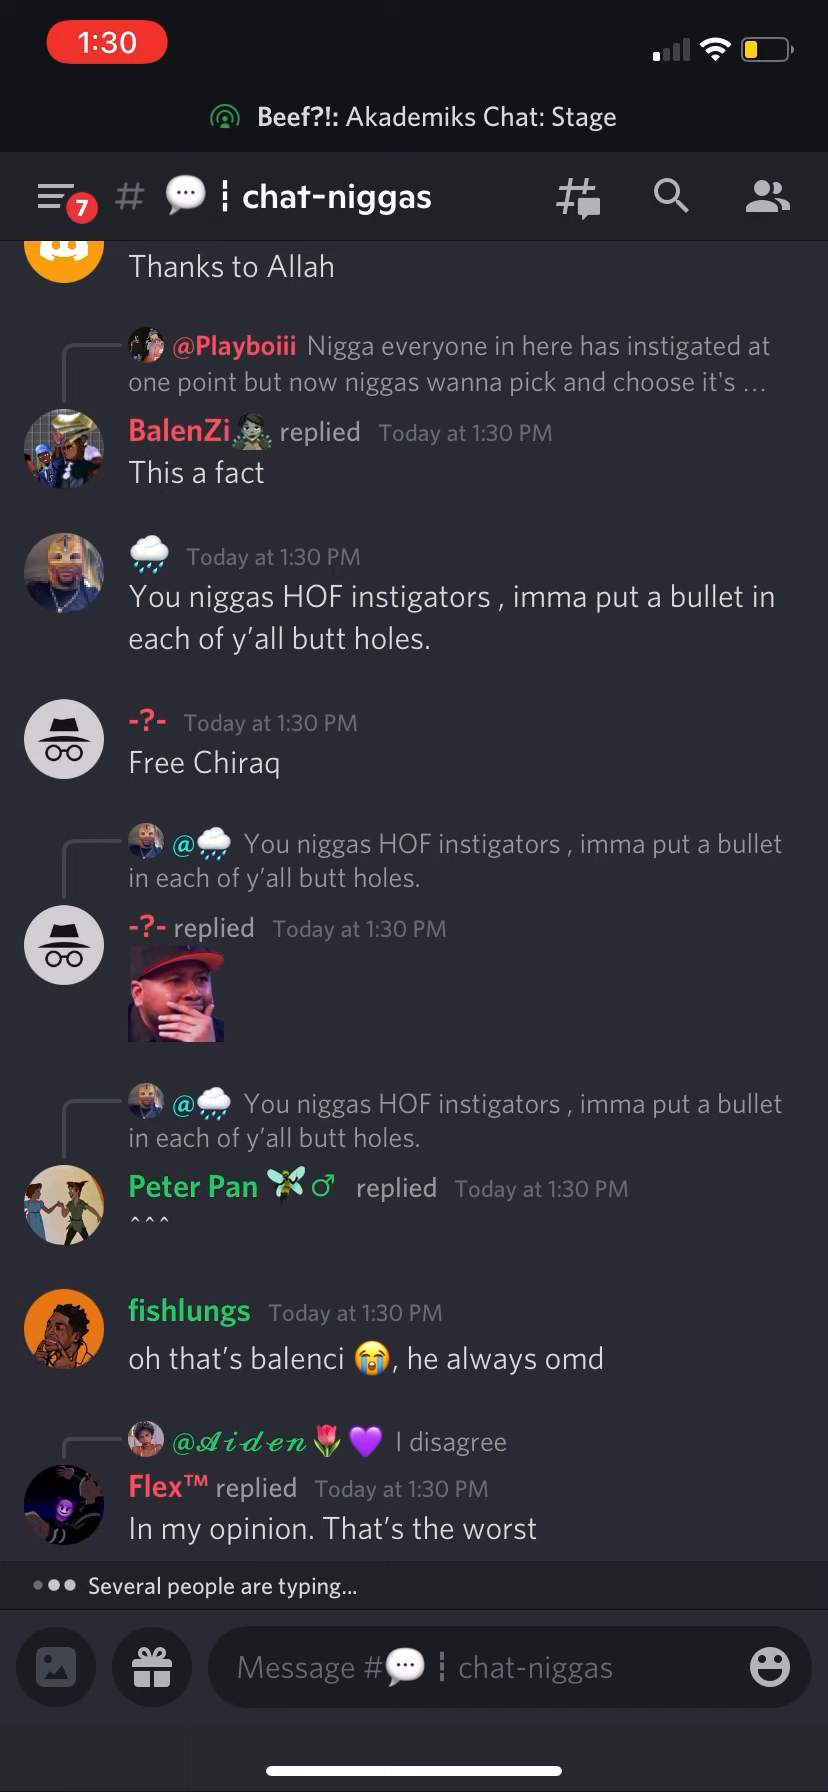 1:30
Beef?!: Akademiks Chat: Stage
7 # 💬┇chat-niggas
Thanks to Allah
@Playboiii Nigga everyone in here has instigated at
one point but now niggas wanna pick and choose it's ...
BalenZi replied Today at 1:30 PM
This a fact
🌧️ Today at 1:30 PM
You niggas HOF instigators , imma put a bullet in
each of y’all butt holes.
-?- Today at 1:30 PM
Free Chiraq
@🌧️ You niggas HOF instigators , imma put a bullet
in each of y’all butt holes.
-?- replied Today at 1:30 PM
@🌧️ You niggas HOF instigators , imma put a bullet
in each of y’all butt holes.
Peter Pan ♂ replied Today at 1:30 PM
^^^
fishlungs Today at 1:30 PM
oh that’s balenci 😭, he always omd
@𝒜𝒾𝒹𝑒𝓃🌷💜 I disagree
Flex™ replied Today at 1:30 PM
In my opinion. That’s the worst
Several people are typing...
Message #💬┇chat-niggas